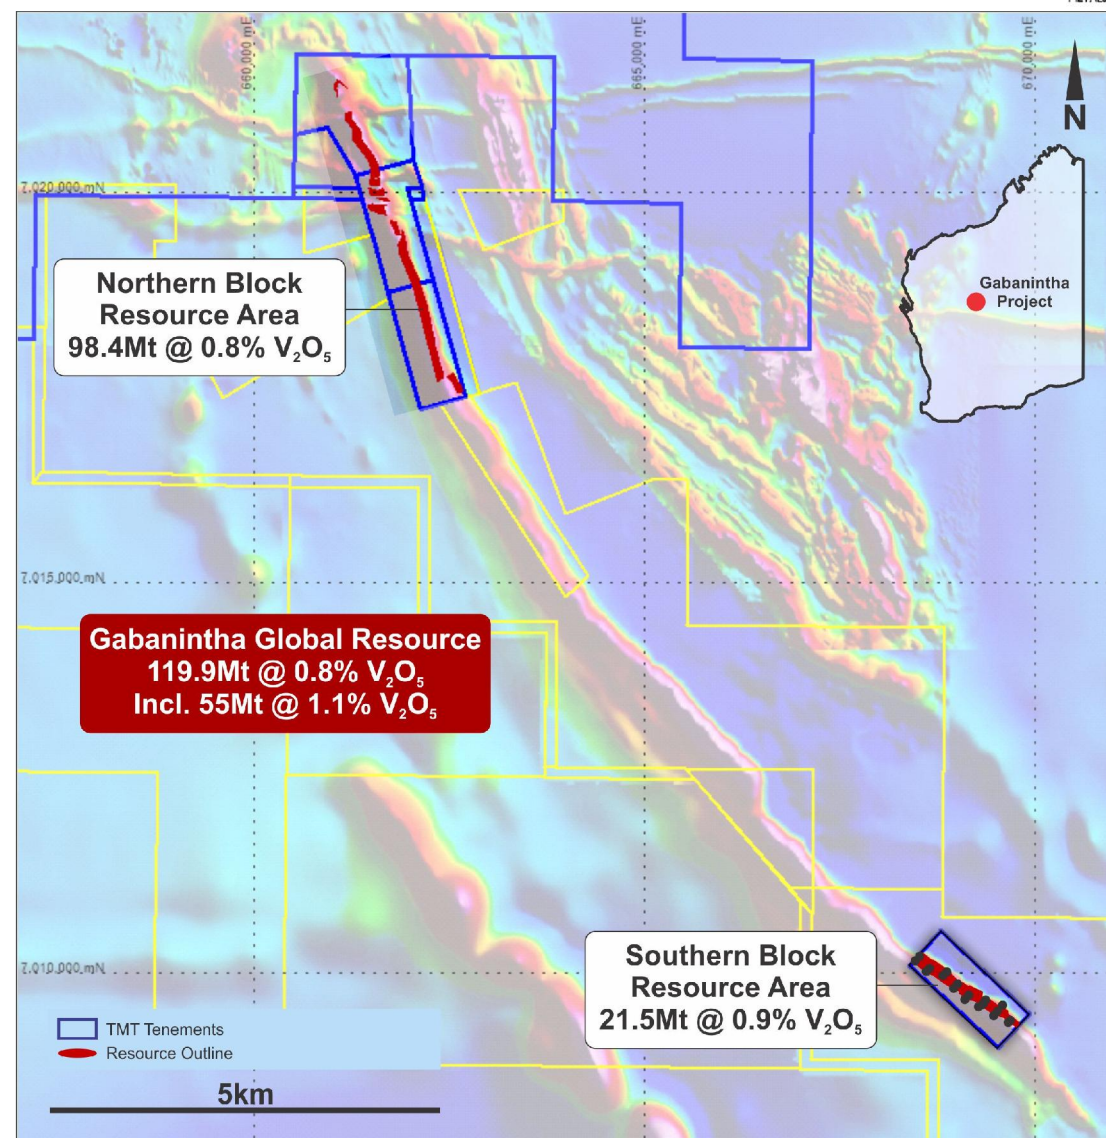 660,000 mE
665,000 mE
670,000 mE
N
7,020,000 mN
Gabanintha
Project
Northern Block
Resource Area
98.4Mt @ 0.8% V₂O₅
7,015,000 mN
Gabanintha Global Resource
119.9Mt @ 0.8% V₂O₅
Incl. 55Mt @ 1.1% V₂O₅
7,010,000 mN
Southern Block
Resource Area
21.5Mt @ 0.9% V₂O₅
TMT Tenements
Resource Outline
5km